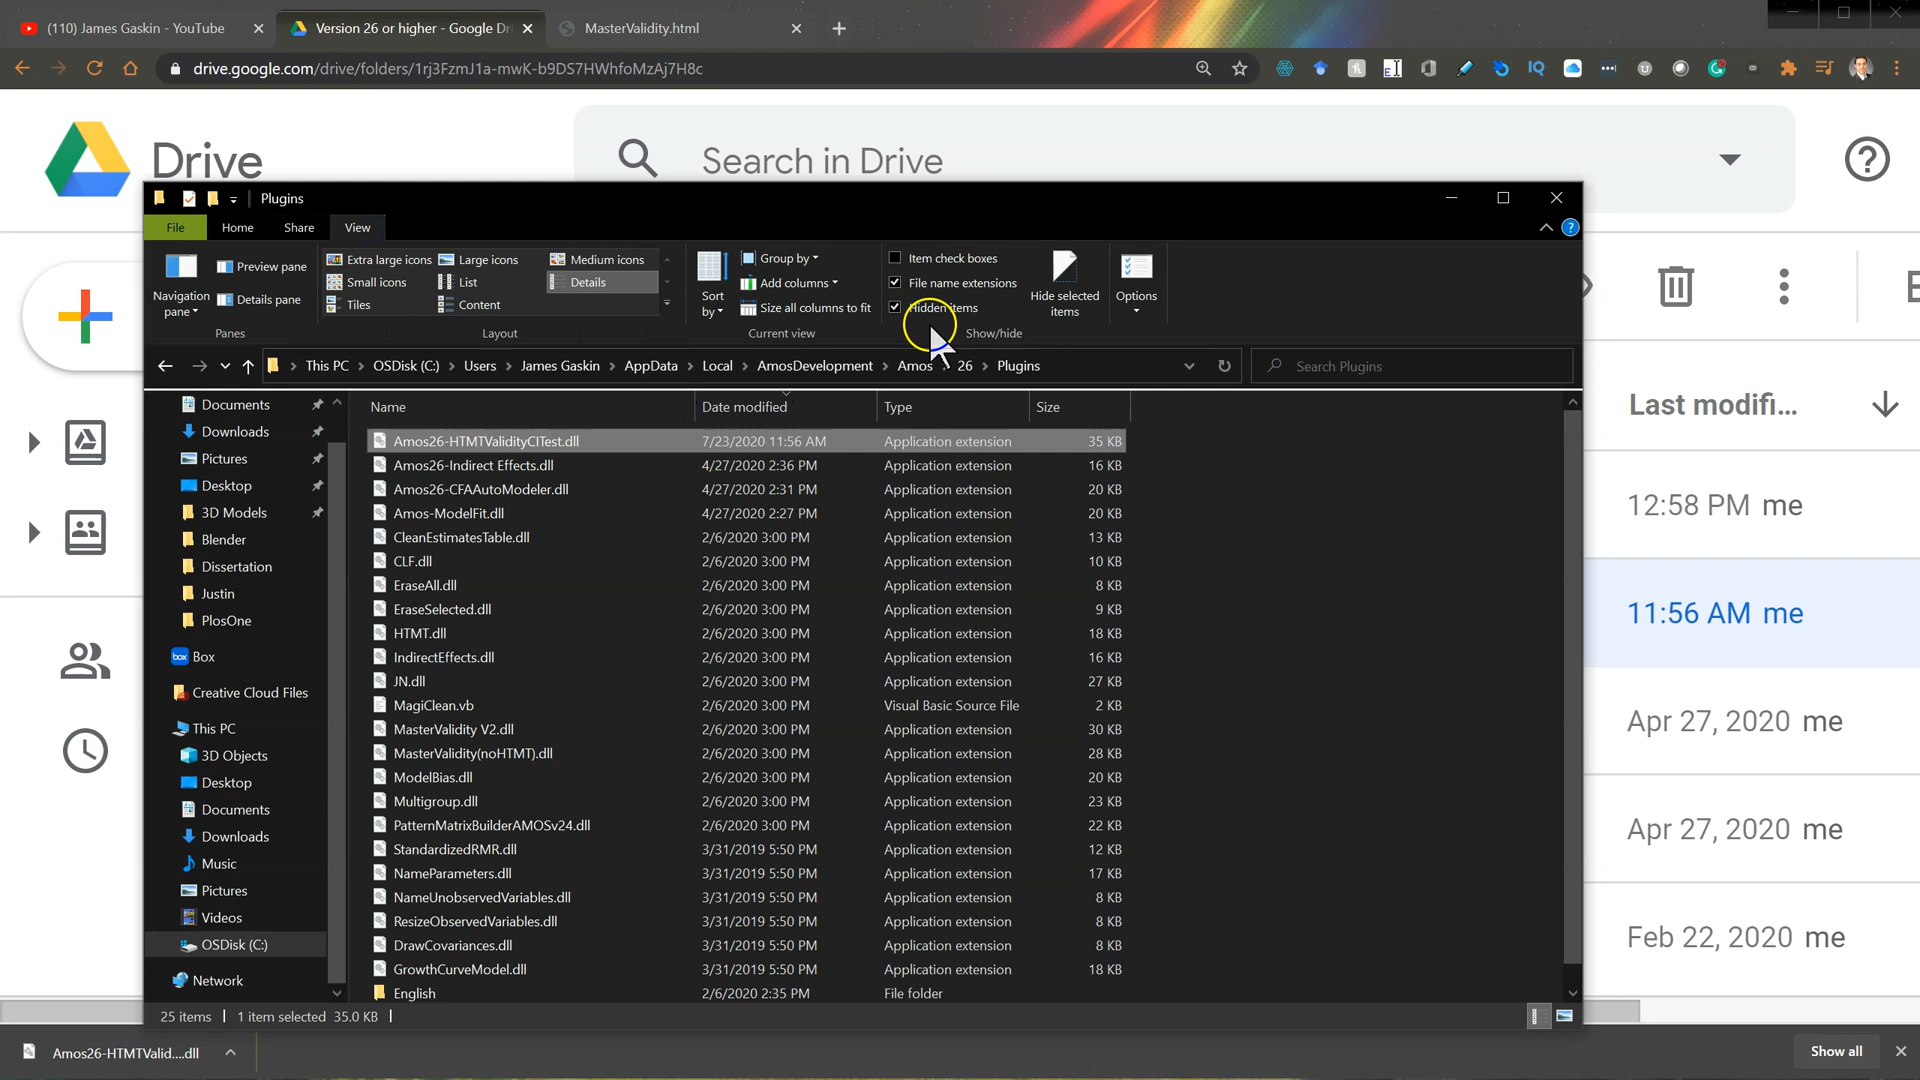 (110) James Gaskin - YouTube
Version 26 or higher - Google Dr
MasterValidity.html
drive.google.com/drive/folders/1rj3FzmJ1a-mwK-b9DS7HWhfoMzAj7H8c
Drive
Search in Drive
Plugins
File Home Share View
Navigation pane
Preview pane
Details pane
Panes
Extra large icons Large icons Medium icons
Small icons List Details
Tiles Content
Layout
Sort by
Group by
Add columns
Size all columns to fit
Current view
Item check boxes
File name extensions
Hidden items
Hide selected items
Show/hide
Options
This PC OSDisk (C:) Users James Gaskin AppData Local AmosDevelopment Amos 26 Plugins
Search Plugins
Documents
Downloads
Pictures
Desktop
3D Models
Blender
Dissertation
Justin
PlosOne
Box
Creative Cloud Files
This PC
3D Objects
Desktop
Documents
Downloads
Music
Pictures
Videos
OSDisk (C:)
Network
Name Date modified Type Size
Amos26-HTMTValidityCITest.dll 7/23/2020 11:56 AM Application extension 35 KB
Amos26-Indirect Effects.dll 4/27/2020 2:36 PM Application extension 16 KB
Amos26-CFAAutoModeler.dll 4/27/2020 2:31 PM Application extension 20 KB
Amos-ModelFit.dll 4/27/2020 2:27 PM Application extension 20 KB
CleanEstimatesTable.dll 2/6/2020 3:00 PM Application extension 13 KB
CLF.dll 2/6/2020 3:00 PM Application extension 10 KB
EraseAll.dll 2/6/2020 3:00 PM Application extension 8 KB
EraseSelected.dll 2/6/2020 3:00 PM Application extension 9 KB
HTMT.dll 2/6/2020 3:00 PM Application extension 18 KB
IndirectEffects.dll 2/6/2020 3:00 PM Application extension 16 KB
JN.dll 2/6/2020 3:00 PM Application extension 27 KB
MagiClean.vb 2/6/2020 3:00 PM Visual Basic Source File 2 KB
MasterValidity V2.dll 2/6/2020 3:00 PM Application extension 30 KB
MasterValidity(noHTMT).dll 2/6/2020 3:00 PM Application extension 28 KB
ModelBias.dll 2/6/2020 3:00 PM Application extension 20 KB
Multigroup.dll 2/6/2020 3:00 PM Application extension 23 KB
PatternMatrixBuilderAMOSv24.dll 2/6/2020 3:00 PM Application extension 22 KB
StandardizedRMR.dll 3/31/2019 5:50 PM Application extension 12 KB
NameParameters.dll 3/31/2019 5:50 PM Application extension 17 KB
NameUnobservedVariables.dll 3/31/2019 5:50 PM Application extension 8 KB
ResizeObservedVariables.dll 3/31/2019 5:50 PM Application extension 8 KB
DrawCovariances.dll 3/31/2019 5:50 PM Application extension 8 KB
GrowthCurveModel.dll 3/31/2019 5:50 PM Application extension 18 KB
English 2/6/2020 2:35 PM File folder
25 items 1 item selected 35.0 KB
Last modifi...
12:58 PM me
11:56 AM me
Apr 27, 2020 me
Apr 27, 2020 me
Feb 22, 2020 me
Amos26-HTMTValid....dll
Show all